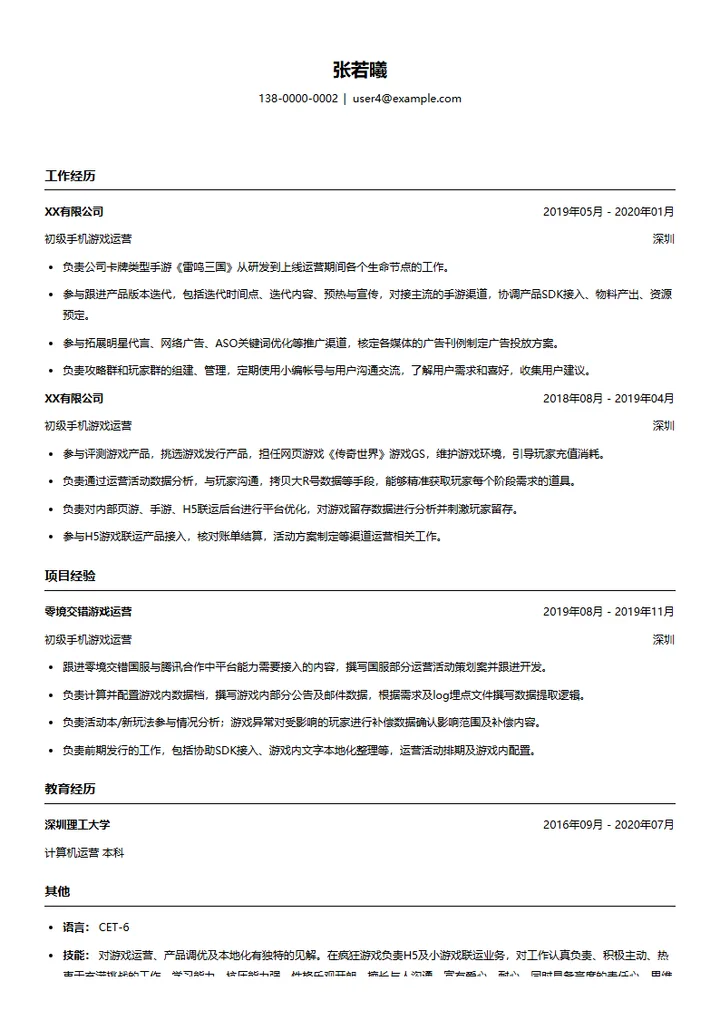 张若曦
138-0000-0002 | user4@example.com
工作经历
XX有限公司 2019年05月 - 2020年01月
初级手机游戏运营 深圳
• 负责公司卡牌类型手游《雷鸣三国》从研发到上线运营期间各个生命节点的工作。
• 参与跟进产品版本迭代，包括迭代时间点、迭代内容、预热与宣传，对接主流的手游渠道，协调产品SDK接入、物料产出、资源
预定。
• 参与拓展明星代言、网络广告、ASO关键词优化等推广渠道，核定各媒体的广告刊例制定广告投放方案。
• 负责攻略群和玩家群的组建、管理，定期使用小编帐号与用户沟通交流，了解用户需求和喜好，收集用户建议。
XX有限公司 2018年08月 - 2019年04月
初级手机游戏运营 深圳
• 参与评测游戏产品，挑选游戏发行产品，担任网页游戏《传奇世界》游戏GS，维护游戏环境，引导玩家充值消耗。
• 负责通过运营活动数据分析，与玩家沟通，拷贝大R号数据等手段，能够精准获取玩家每个阶段需求的道具。
• 负责对内部页游、手游、H5联运后台进行平台优化，对游戏留存数据进行分析并刺激玩家留存。
• 参与H5游戏联运产品接入，核对账单结算，活动方案制定等渠道运营相关工作。
项目经验
零境交错游戏运营 2019年08月 - 2019年11月
初级手机游戏运营 深圳
• 跟进零境交错国服与腾讯合作中平台能力需要接入的内容，撰写国服部分运营活动策划案并跟进开发。
• 负责计算并配置游戏内数据档，撰写游戏内部分公告及邮件数据，根据需求及log埋点文件撰写数据提取逻辑。
• 负责活动本/新玩法参与情况分析；游戏异常对受影响的玩家进行补偿数据确认影响范围及补偿内容。
• 负责前期发行的工作，包括协助SDK接入、游戏内文字本地化整理等，运营活动排期及游戏内配置。
教育经历
深圳理工大学 2016年09月 - 2020年07月
计算机运营 本科
其他
• 语言： CET-6
• 技能： 对游戏运营、产品调优及本地化有独特的见解。在疯狂游戏负责H5及小游戏联运业务，对工作认真负责、积极主动、热